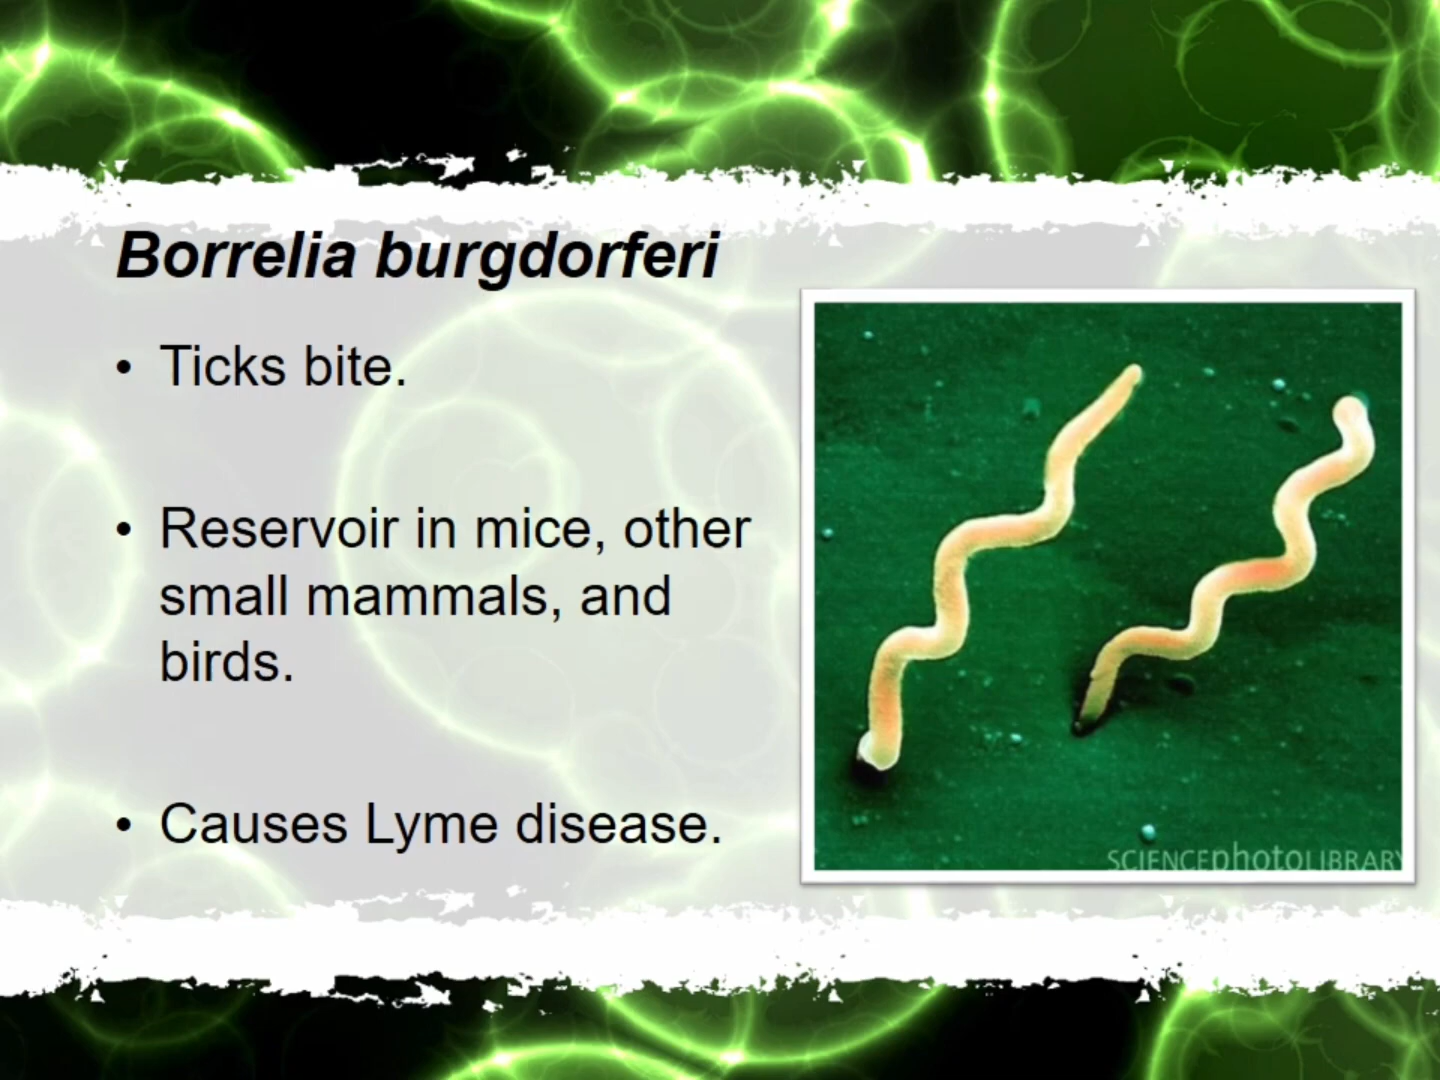 Borrelia burgdorferi
• Ticks bite.
• Reservoir in mice, other
small mammals, and
birds.
• Causes Lyme disease.
SCIENCEphotoLIBRARY